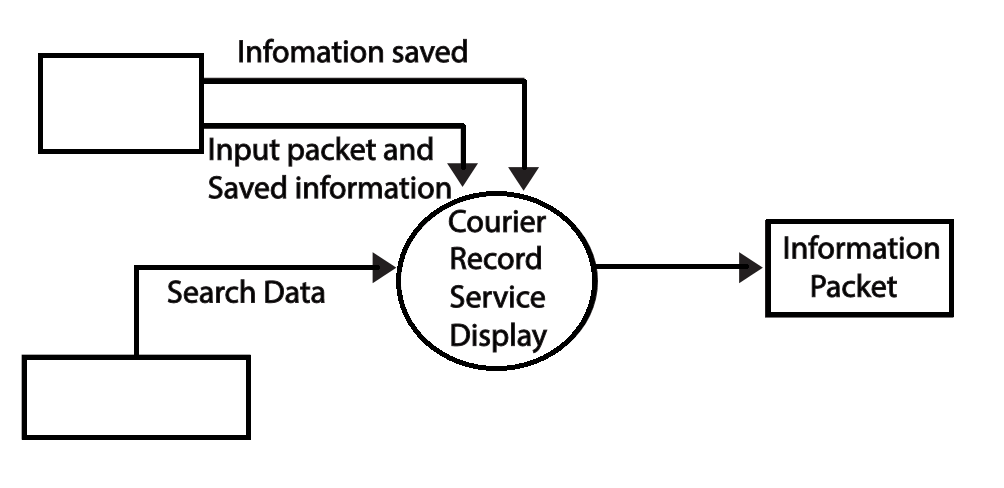 Infomation saved
Input packet and
Saved information
Courier
Record
Service
Display
Information
Packet
Search Data